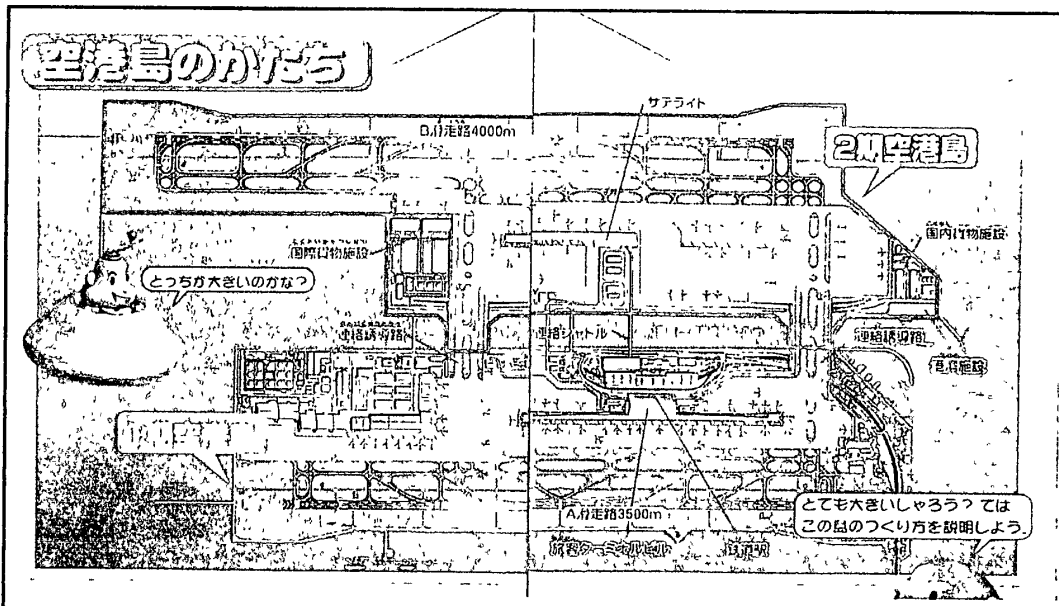 空港島のかたち
サテライト
B滑走路4000m
2期空港島
国内貨物施設
国際貨物施設
どっちが大きいのかな?
連絡誘導路
連絡シャトル
連絡誘導路
A滑走路3500m
とても大きいじゃろう?では
この島のつくり方を説明しよう
旅客ターミナルビル
鉄道駅